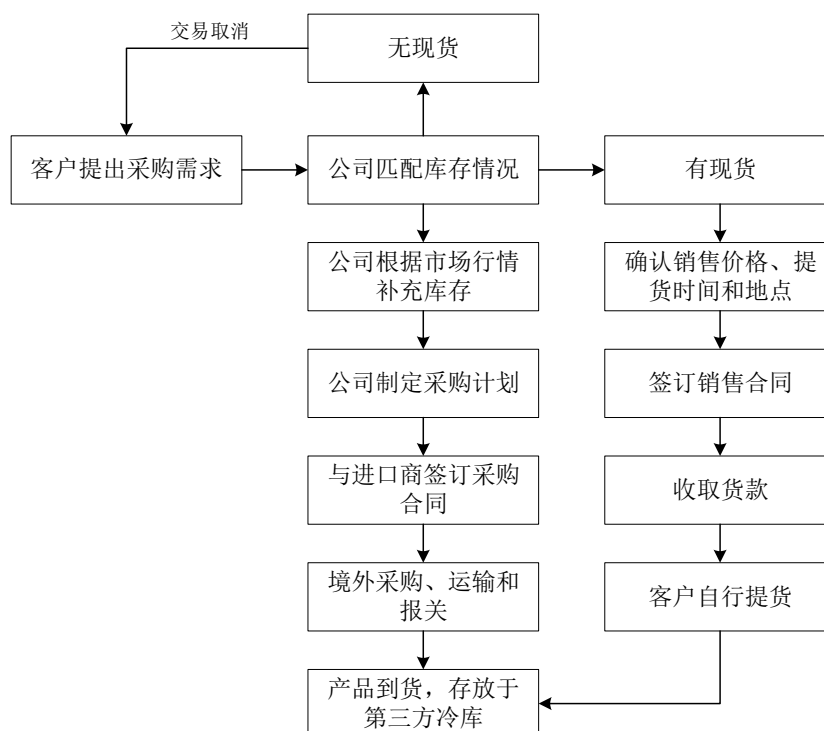 交易取消
无现货
客户提出采购需求
公司匹配库存情况
有现货
公司根据市场行情
补充库存
确认销售价格、提
货时间和地点
公司制定采购计划
签订销售合同
与进口商签订采购
合同
收取货款
境外采购、运输和
报关
客户自行提货
产品到货，存放于
第三方冷库